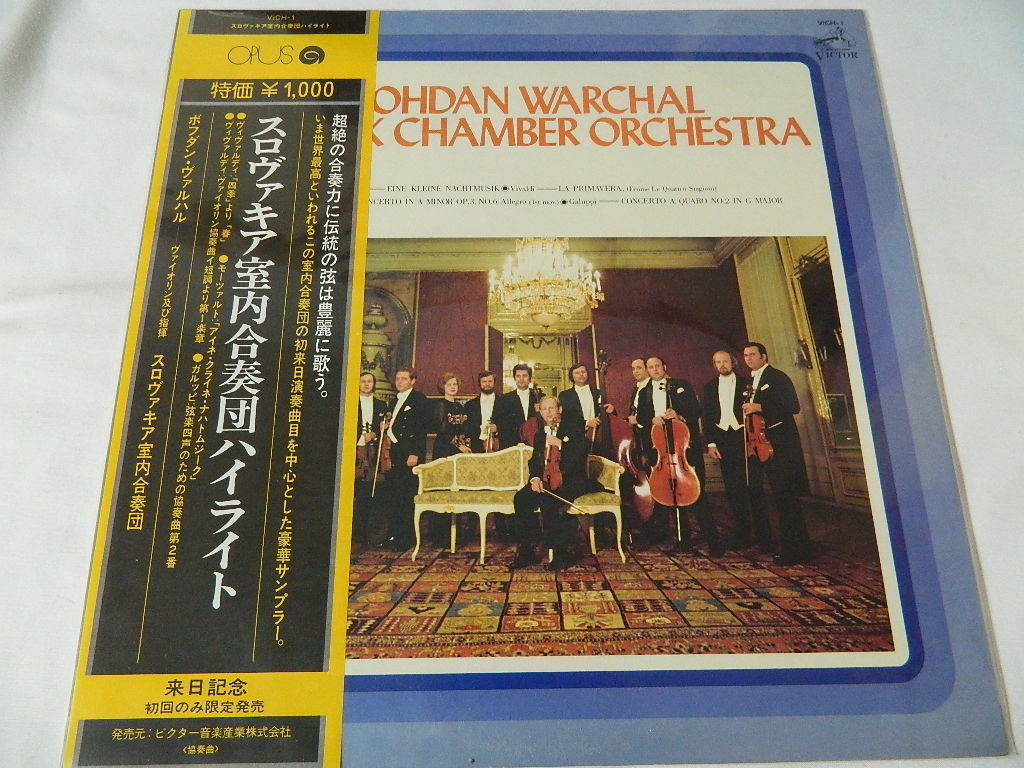 VICH-1
スロヴァキア室内合奏団ハイライト
OPUS
特価 ¥1,000
超絶の合奏力に伝統の弦は豊麗に歌う。
いま世界最高といわれるこの室内合奏団の初来日演奏曲目を中心とした豪華サンプラー。
スロヴァキア室内合奏団ハイライト
●ヴィヴァルディ:「四季」より「春」 ●モーツァルト:「アイネ・クライネ・ナハトムジーク」
●ヴィヴァルディ:ヴァイオリン協奏曲イ短調より第1楽章 ●ガルッピ:弦楽四声のための協奏曲 第2番
ボフダン・ヴァルハル ヴァイオリン及び指揮 スロヴァキア室内合奏団
来日記念
初回のみ限定発売
発売元:ビクター音楽産業株式会社
〈協奏曲〉
VICH-1
VICTOR
OHDAN WARCHAL
K CHAMBER ORCHESTRA
EINE KLEINE NACHTMUSIK ●Vivaldi — LA PRIMAVERA, (Frome Le Quattro Stagioni)
CONCERTO IN A MINOR OP.3, NO.6 Allegro (1st mov.) ●Galuppi — CONCERTO A QUARO NO.2 IN G MAJOR